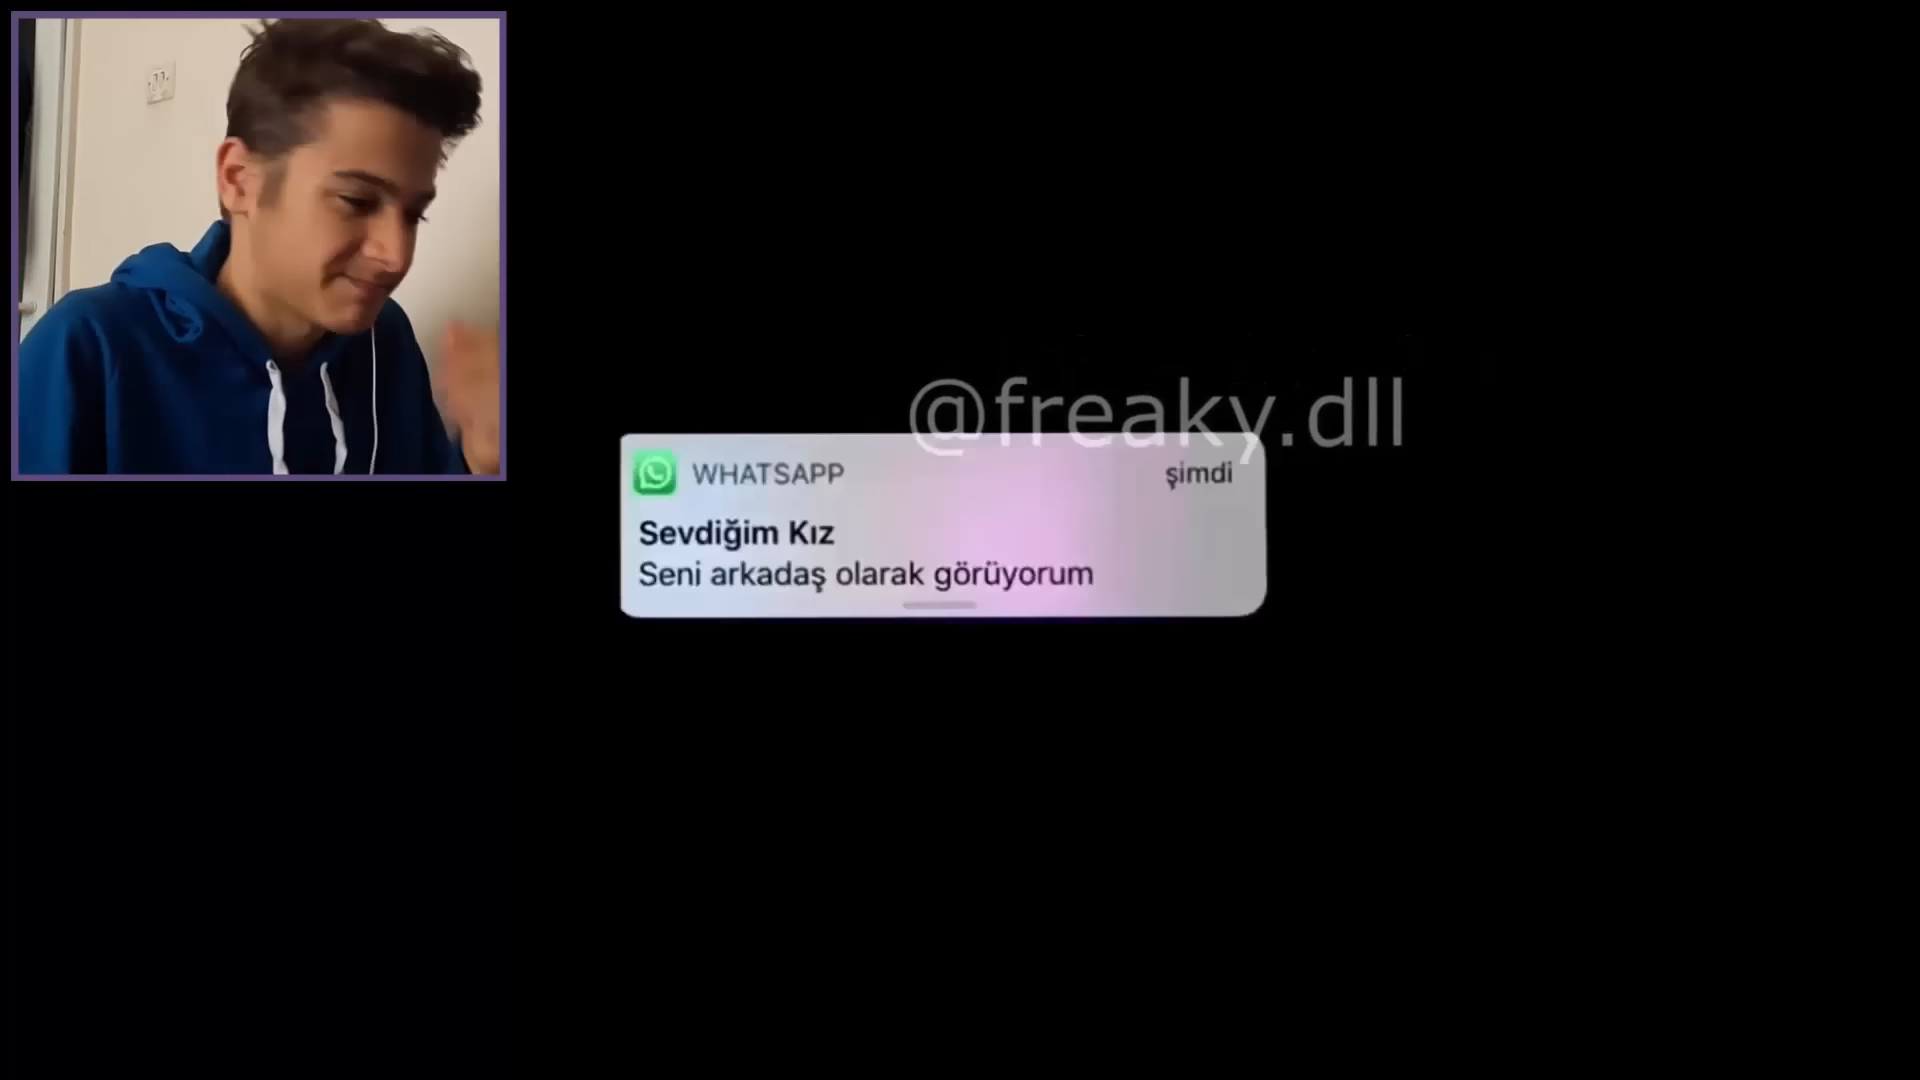 @freaky.dll
WHATSAPP şimdi
Sevdiğim Kız
Seni arkadaş olarak görüyorum